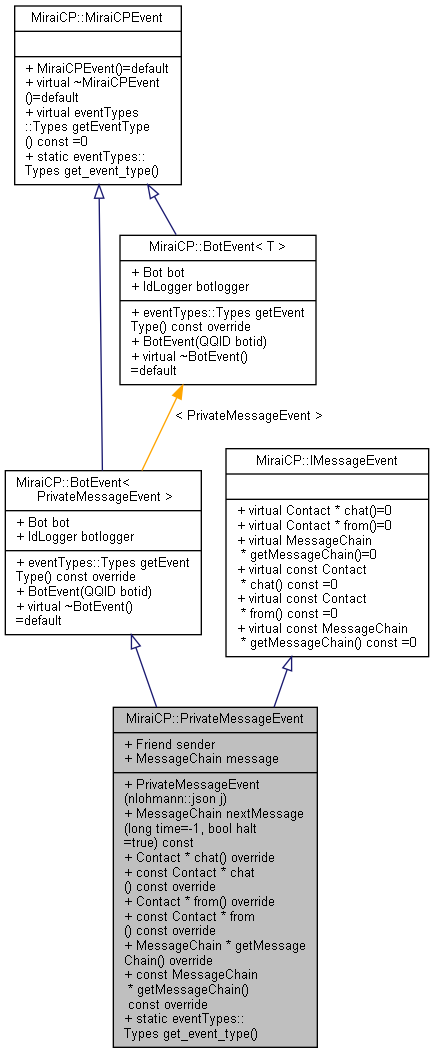 MiraiCP::MiraiCPEvent
+ MiraiCPEvent()=default
+ virtual ~MiraiCPEvent
()=default
+ virtual eventTypes
::Types getEventType
() const =0
+ static eventTypes::
Types get_event_type()
MiraiCP::BotEvent< T >
+ Bot bot
+ IdLogger botlogger
+ eventTypes::Types getEvent
Type() const override
+ BotEvent(QQID botid)
+ virtual ~BotEvent()
=default
< PrivateMessageEvent >
MiraiCP::BotEvent<
PrivateMessageEvent >
+ Bot bot
+ IdLogger botlogger
+ eventTypes::Types getEvent
Type() const override
+ BotEvent(QQID botid)
+ virtual ~BotEvent()
=default
MiraiCP::IMessageEvent
+ virtual Contact * chat()=0
+ virtual Contact * from()=0
+ virtual MessageChain
* getMessageChain()=0
+ virtual const Contact
* chat() const =0
+ virtual const Contact
* from() const =0
+ virtual const MessageChain
* getMessageChain() const =0
MiraiCP::PrivateMessageEvent
+ Friend sender
+ MessageChain message
+ PrivateMessageEvent
(nlohmann::json j)
+ MessageChain nextMessage
(long time=-1, bool halt
=true) const
+ Contact * chat() override
+ const Contact * chat
() const override
+ Contact * from() override
+ const Contact * from
() const override
+ MessageChain * getMessage
Chain() override
+ const MessageChain
* getMessageChain()
const override
+ static eventTypes::
Types get_event_type()